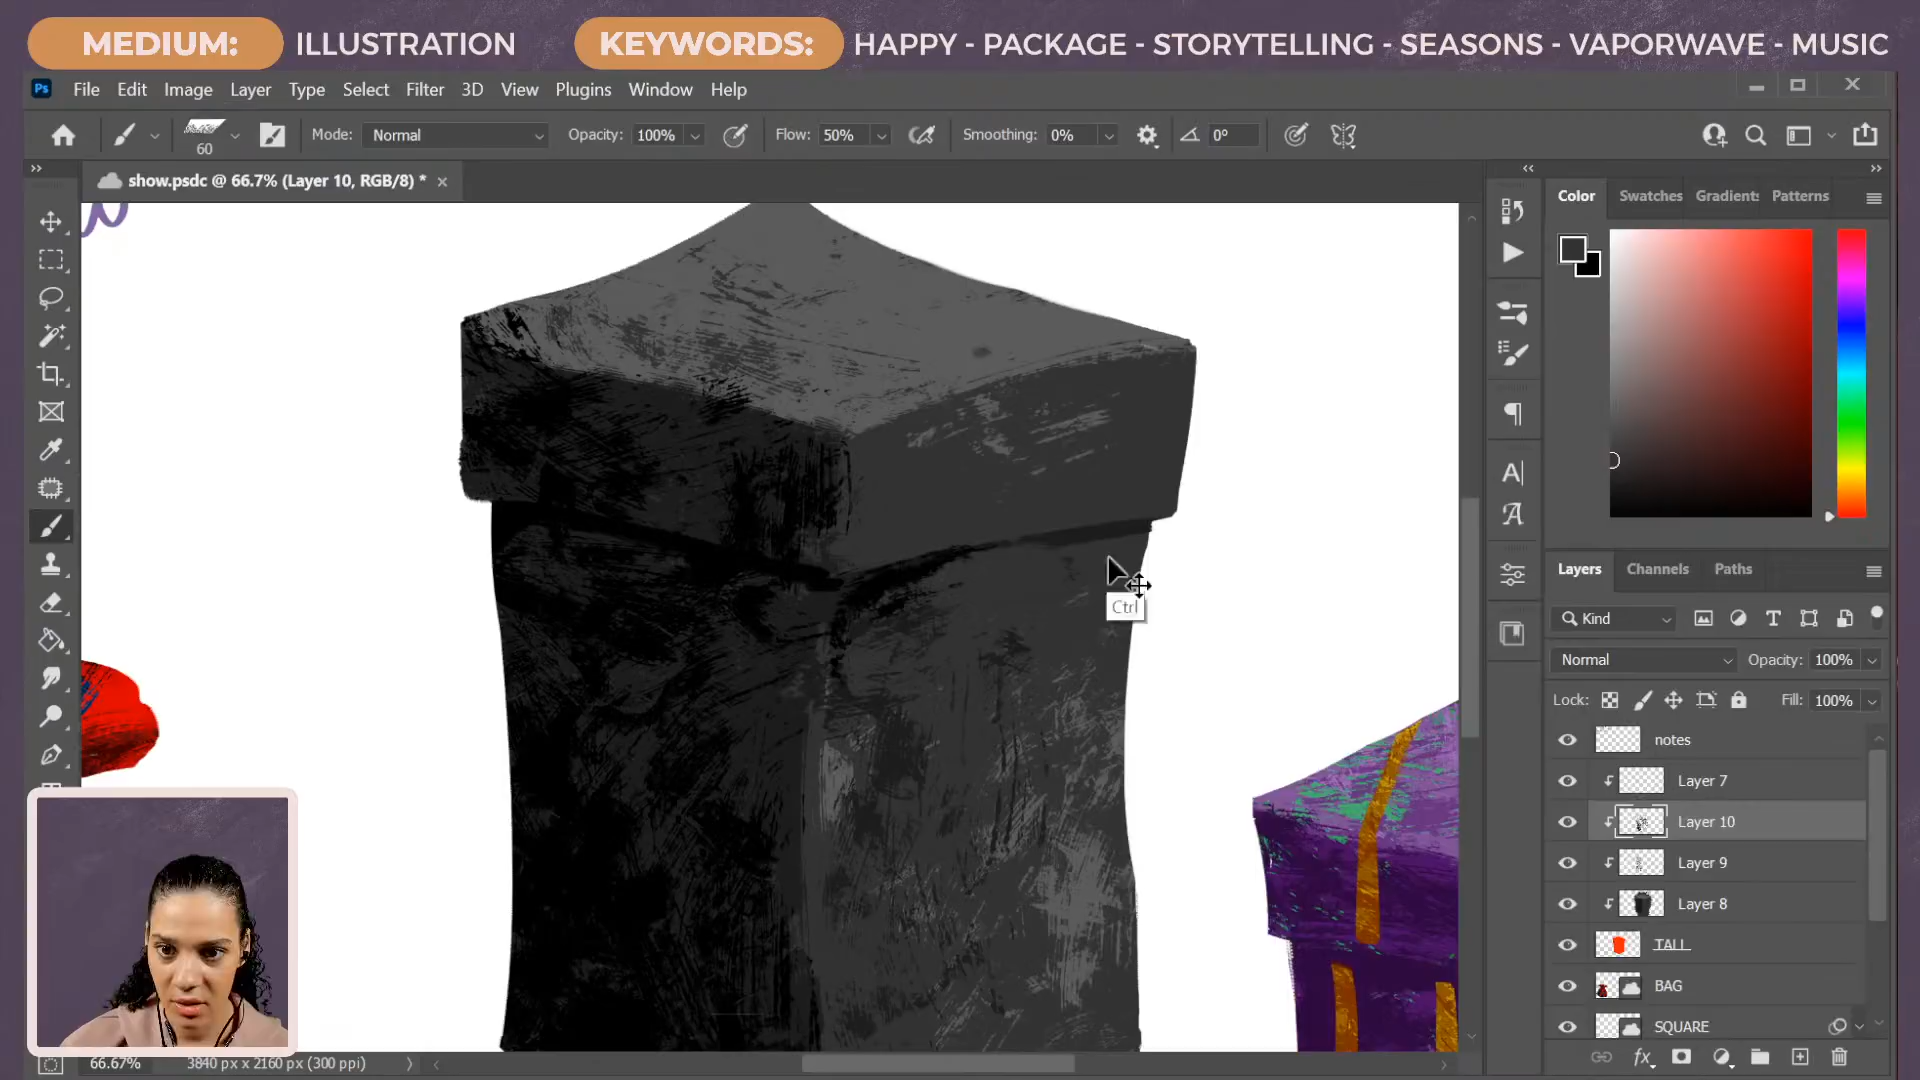 MEDIUM: ILLUSTRATION KEYWORDS: HAPPY - PACKAGE - STORYTELLING - SEASONS - VAPORWAVE - MUSIC
Ps File Edit Image Layer Type Select Filter 3D View Plugins Window Help
60 Mode: Normal Opacity: 100% Flow: 50% Smoothing: 0% 0°
show.psdc @ 66.7% (Layer 10, RGB/8) *
Color Swatches Gradients Patterns
Ctrl
Layers Channels Paths
Kind
Normal Opacity: 100%
Lock: Fill: 100%
notes
Layer 7
Layer 10
Layer 9
Layer 8
TALL
BAG
SQUARE
fx
66.67% 3840 px x 2160 px (300 ppi)